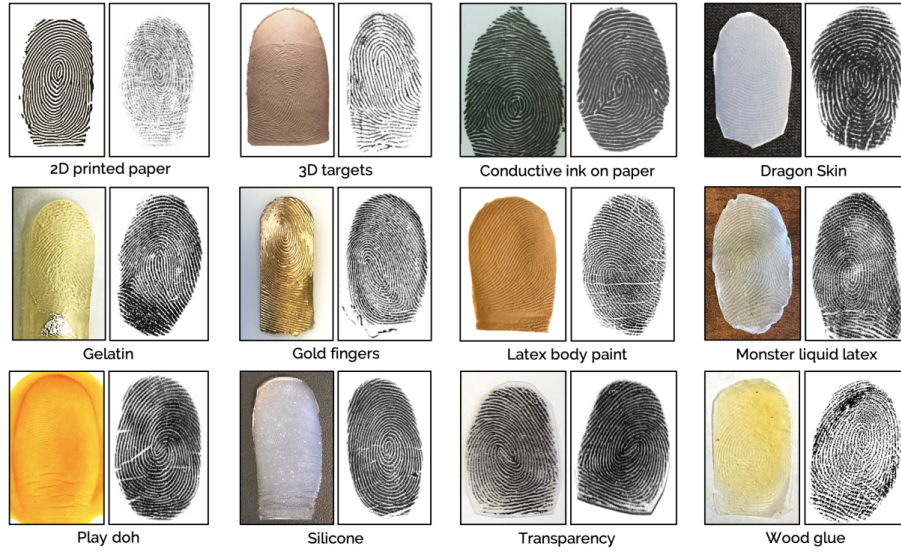 2D printed paper
3D targets
Conductive ink on paper
Dragon Skin
Gelatin
Gold fingers
Latex body paint
Monster liquid latex
Play doh
Silicone
Transparency
Wood glue